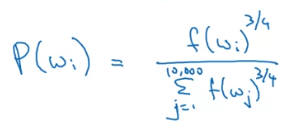 P(wᵢ) = f(wᵢ)^{3/4} / Σ_{j=1}^{10,000} f(wⱼ)^{3/4}